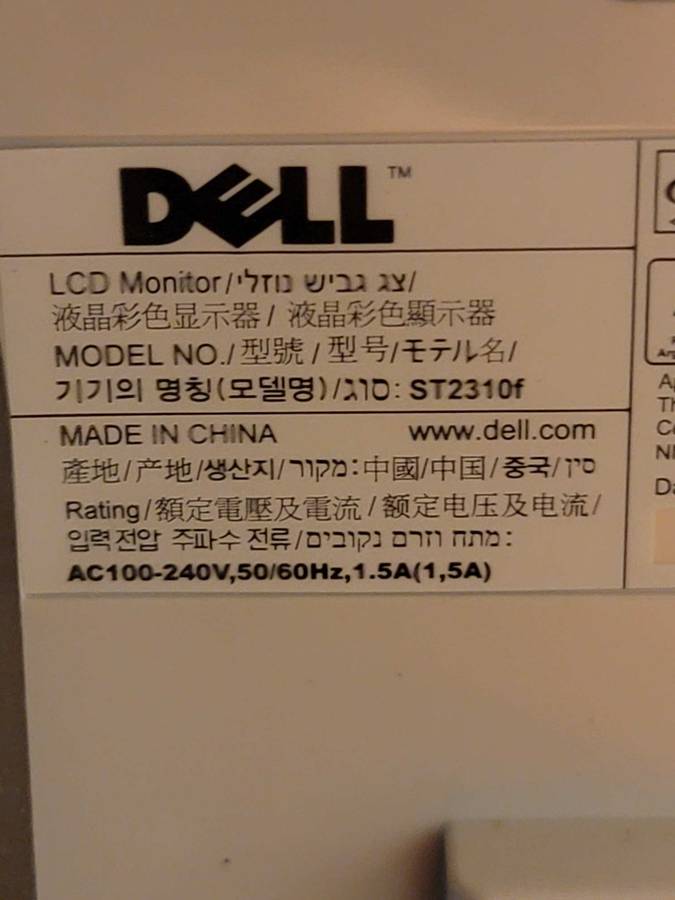 DELL™
LCD Monitor/צג גביש נוזלי/
液晶彩色显示器/ 液晶彩色顯示器
MODEL NO./型號/型号/モデル名/
기기의 명칭(모델명)/סוג: ST2310f
MADE IN CHINA www.dell.com
產地/产地/생산지/מקור:中國/中国/중국/סין
Rating/額定電壓及電流/额定电压及电流/
입력전압 주파수 전류/מתח וזרם נקובים:
AC100-240V,50/60Hz,1.5A(1,5A)